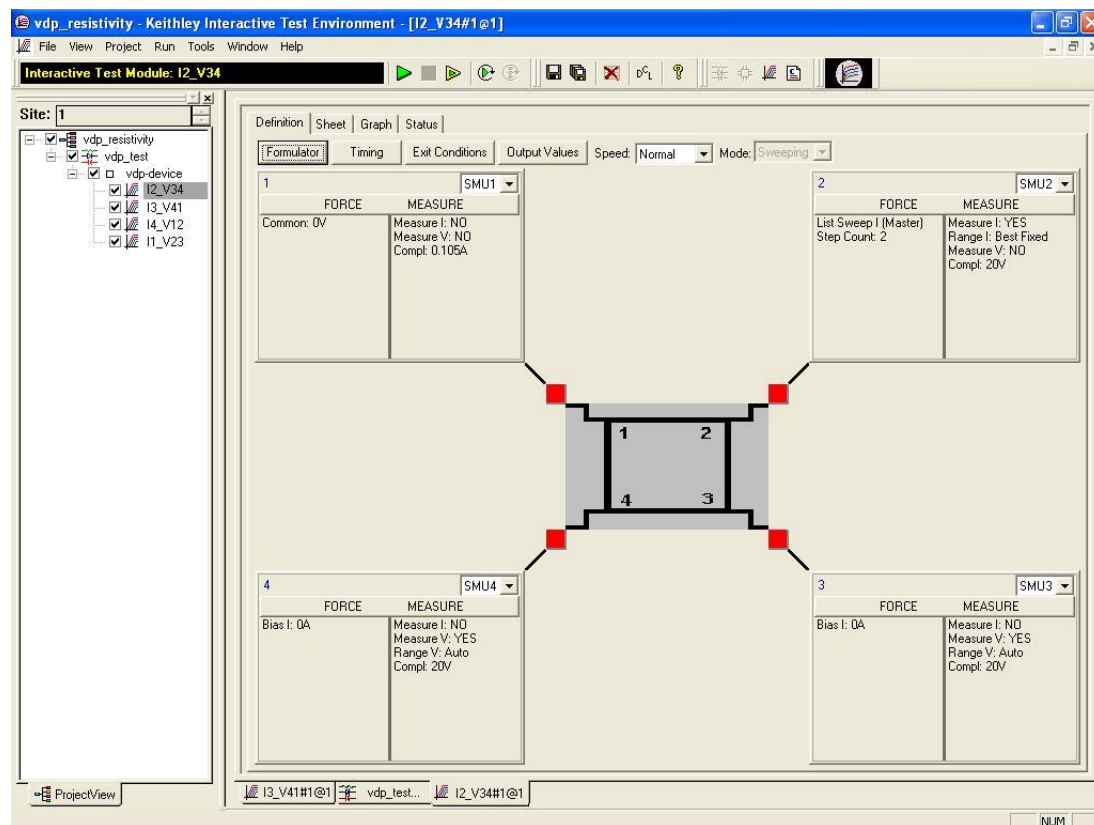 vdp_resistivity - Keithley Interactive Test Environment - [I2_V34#1@1]
File View Project Run Tools Window Help
Interactive Test Module: I2_V34
Site: 1
vdp_resistivity
vdp_test
vdp-device
I2_V34
I3_V41
I4_V12
I1_V23
ProjectView
Definition Sheet Graph Status
Formulator Timing Exit Conditions Output Values Speed: Normal Mode: Sweeping
1 SMU1
FORCE MEASURE
Common: 0V Measure I: NO
Measure V: NO
Compl: 0.105A
2 SMU2
FORCE MEASURE
List Sweep I (Master) Measure I: YES
Step Count: 2 Range I: Best Fixed
Measure V: NO
Compl: 20V
1 2
4 3
4 SMU4
FORCE MEASURE
Bias I: 0A Measure I: NO
Measure V: YES
Range V: Auto
Compl: 20V
3 SMU3
FORCE MEASURE
Bias I: 0A Measure I: NO
Measure V: YES
Range V: Auto
Compl: 20V
I3_V41#1@1 vdp_test... I2_V34#1@1
NUM